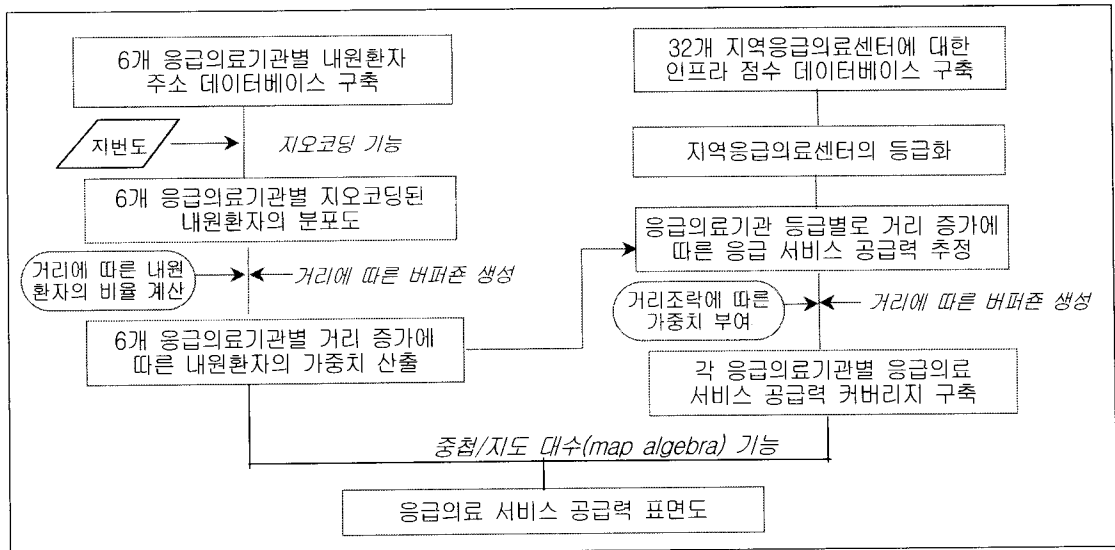 6개 응급의료기관별 내원환자
주소 데이터베이스 구축
지번도
지오코딩 기능
6개 응급의료기관별 지오코딩된
내원환자의 분포도
거리에 따른 내원
환자의 비율 계산
거리에 따른 버퍼존 생성
6개 응급의료기관별 거리 증가에
따른 내원환자의 가중치 산출
32개 지역응급의료센터에 대한
인프라 점수 데이터베이스 구축
지역응급의료센터의 등급화
응급의료기관 등급별로 거리 증가에
따른 응급 서비스 공급력 추정
거리조락에 따른
가중치 부여
거리에 따른 버퍼존 생성
각 응급의료기관별 응급의료
서비스 공급력 커버리지 구축
중첩/지도 대수(map algebra) 기능
응급의료 서비스 공급력 표면도